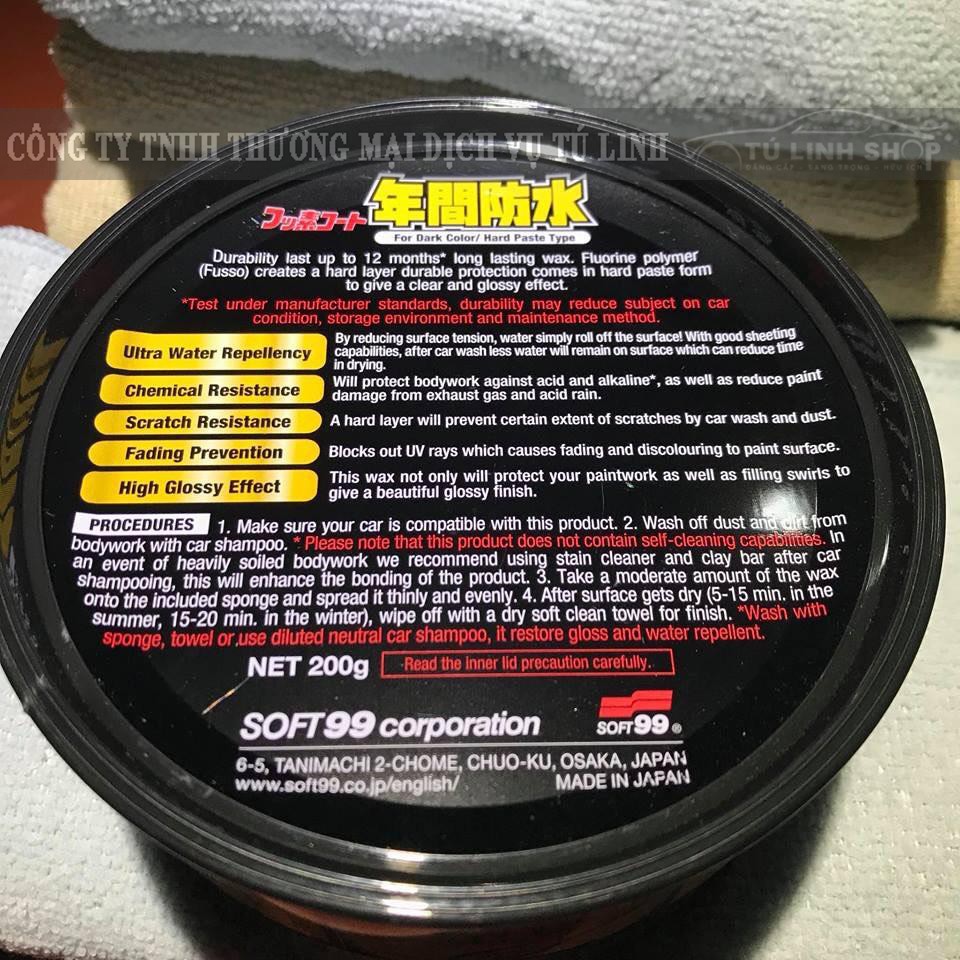 CÔNG TY TNHH THƯƠNG MẠI DỊCH VỤ TÚ LINH
TÚ LINH SHOP
フッ素コート 年間防水
For Dark Color/ Hard Paste Type
Durability last up to 12 months* long lasting wax. Fluorine polymer
(Fusso) creates a hard layer durable protection comes in hard paste form
to give a clear and glossy effect.
*Test under manufacturer standards, durability may reduce subject on car
condition, storage environment and maintenance method.
Ultra Water Repellency
By reducing surface tension, water simply roll off the surface! With good sheeting
capabilities, after car wash less water will remain on surface which can reduce time
in drying.
Chemical Resistance
Will protect bodywork against acid and alkaline*, as well as reduce paint
damage from exhaust gas and acid rain.
Scratch Resistance
A hard layer will prevent certain extent of scratches by car wash and dust.
Fading Prevention
Blocks out UV rays which causes fading and discolouring to paint surface.
High Glossy Effect
This wax not only will protect your paintwork as well as filling swirls to
give a beautiful glossy finish.
PROCEDURES 1. Make sure your car is compatible with this product. 2. Wash off dust and dirt from
bodywork with car shampoo. * Please note that this product does not contain self-cleaning capabilities. In
an event of heavily soiled bodywork we recommend using stain cleaner and clay bar after car
shampooing, this will enhance the bonding of the product. 3. Take a moderate amount of the wax
onto the included sponge and spread it thinly and evenly. 4. After surface gets dry (5-15 min. in the
summer, 15-20 min. in the winter), wipe off with a dry soft clean towel for finish. *Wash with
sponge, towel or use diluted neutral car shampoo, it restore gloss and water repellent.
NET 200g Read the inner lid precaution carefully.
SOFT99 corporation
SOFT99®
6-5, TANIMACHI 2-CHOME, CHUO-KU, OSAKA, JAPAN
www.soft99.co.jp/english/ MADE IN JAPAN